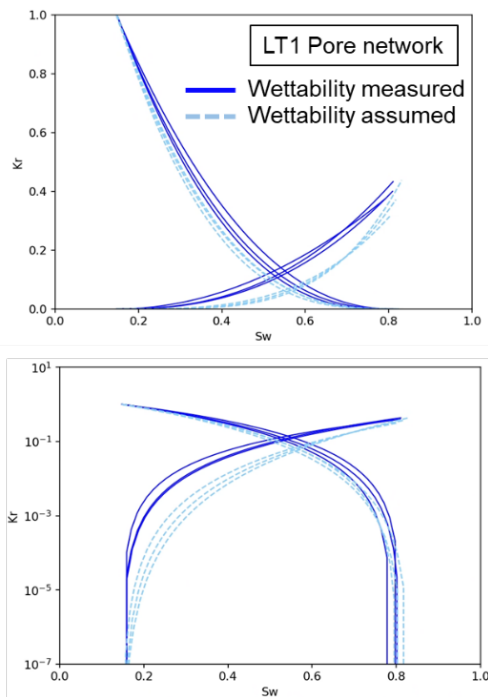 LT1 Pore network
Wettability measured
Wettability assumed
1.0
0.8
0.6
0.4
0.2
0.0
Kr
0.0 0.2 0.4 0.6 0.8 1.0
Sw
10¹
10⁻¹
10⁻³
10⁻⁵
10⁻⁷
Kr
0.0 0.2 0.4 0.6 0.8 1.0
Sw